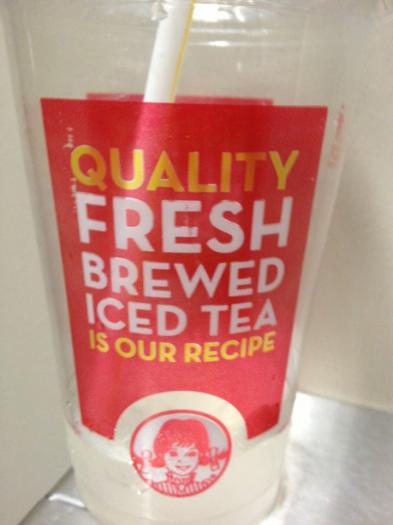 QUALITY
FRESH
BREWED
ICED TEA
IS OUR RECIPE